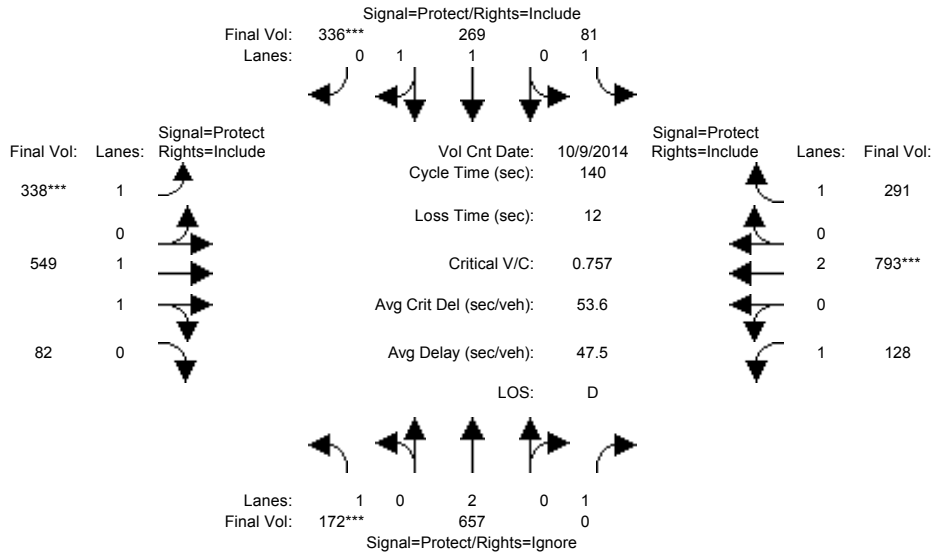 Signal=Protect/Rights=Include
Final Vol: 336*** 269 81
Lanes: 0 1 1 0 1
Signal=Protect Signal=Protect
Final Vol: Lanes: Rights=Include Vol Cnt Date: 10/9/2014 Rights=Include Lanes: Final Vol:
Cycle Time (sec): 140
338*** 1 1 291
Loss Time (sec): 12
0 0
549 1 Critical V/C: 0.757 2 793***
1 Avg Crit Del (sec/veh): 53.6 0
82 0 Avg Delay (sec/veh): 47.5 1 128
LOS: D
Lanes: 1 0 2 0 1
Final Vol: 172*** 657 0
Signal=Protect/Rights=Ignore